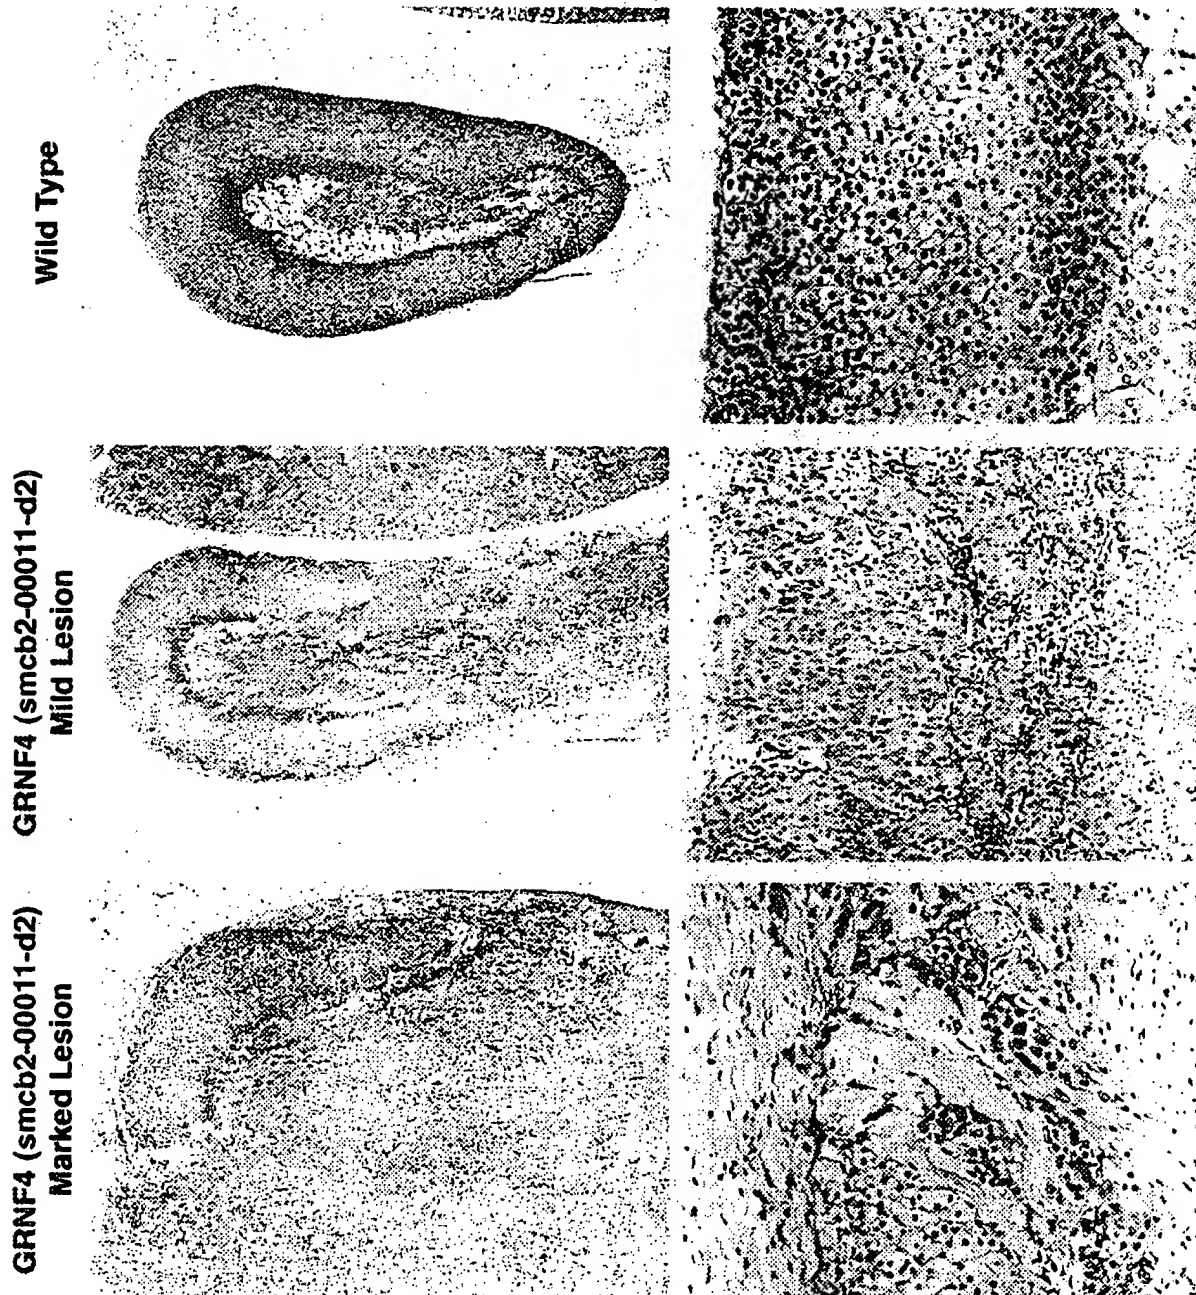 Wild Type
GRNF4 (smcb2-00011-d2)
Mild Lesion
GRNF4 (smcb2-00011-d2)
Marked Lesion